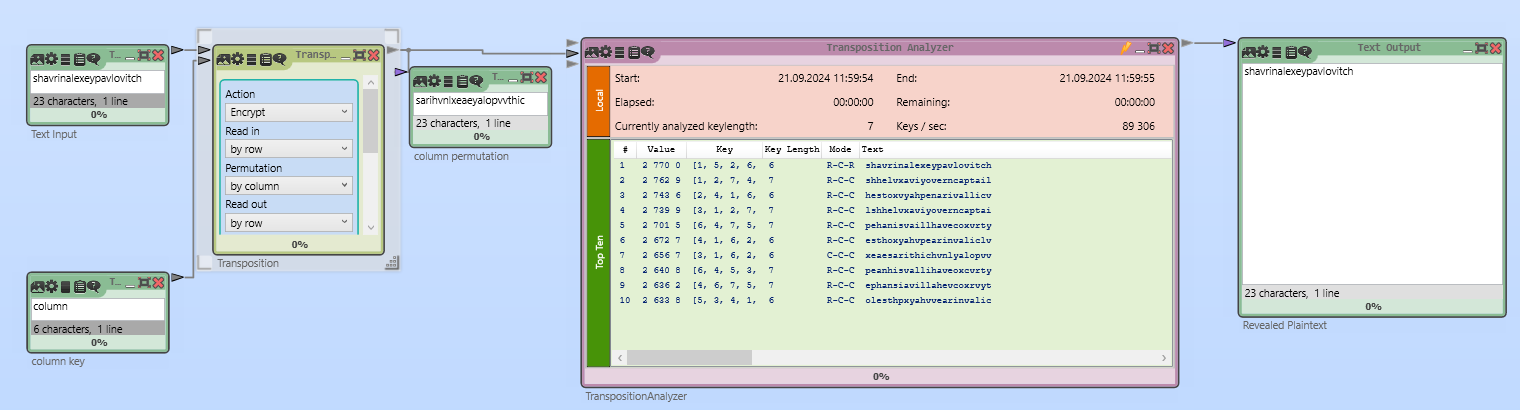 T...
shavrinalexeypavlovitch
23 characters, 1 line
0%
Text Input
Transp...
Action
Encrypt
Read in
by row
Permutation
by column
Read out
by row
0%
Transposition
T...
sarihvnlxeaeyalopvvthic
23 characters, 1 line
0%
column permutation
T...
column
6 characters, 1 line
0%
column key
Transposition Analyzer
Local
Start: 21.09.2024 11:59:54 End: 21.09.2024 11:59:55
Elapsed: 00:00:00 Remaining: 00:00:00
Currently analyzed keylength: 7 Keys / sec: 89 306
Top Ten
# Value Key Key Length Mode Text
1 2 770 0 [1, 5, 2, 6, 6 R-C-R shavrinalexeypavlovitch
2 2 762 9 [1, 2, 7, 4, 7 R-C-C shhelvxaviyoverncaptail
3 2 743 6 [2, 4, 1, 6, 6 R-C-C hestoxvyahpenarivallicv
4 2 739 9 [3, 1, 2, 7, 7 R-C-C lshhelvxaviyoverncaptai
5 2 701 5 [6, 4, 7, 5, 7 R-C-C pehanisvaillhavecoxvrty
6 2 672 7 [4, 1, 6, 2, 6 R-C-C esthoxyahvpearinvaliclv
7 2 656 7 [3, 1, 6, 2, 6 C-C-C xeaesarithichvnlyalopvv
8 2 640 8 [6, 4, 5, 3, 7 R-C-C peanhisvallihaveoxcvrty
9 2 636 2 [4, 6, 7, 5, 7 R-C-C ephansiavillahevcoxrvyt
10 2 633 8 [5, 3, 4, 1, 6 R-C-C olesthpxyahvvearinvalic
0%
TranspositionAnalyzer
Text Output
shavrinalexeypavlovitch
23 characters, 1 line
0%
Revealed Plaintext